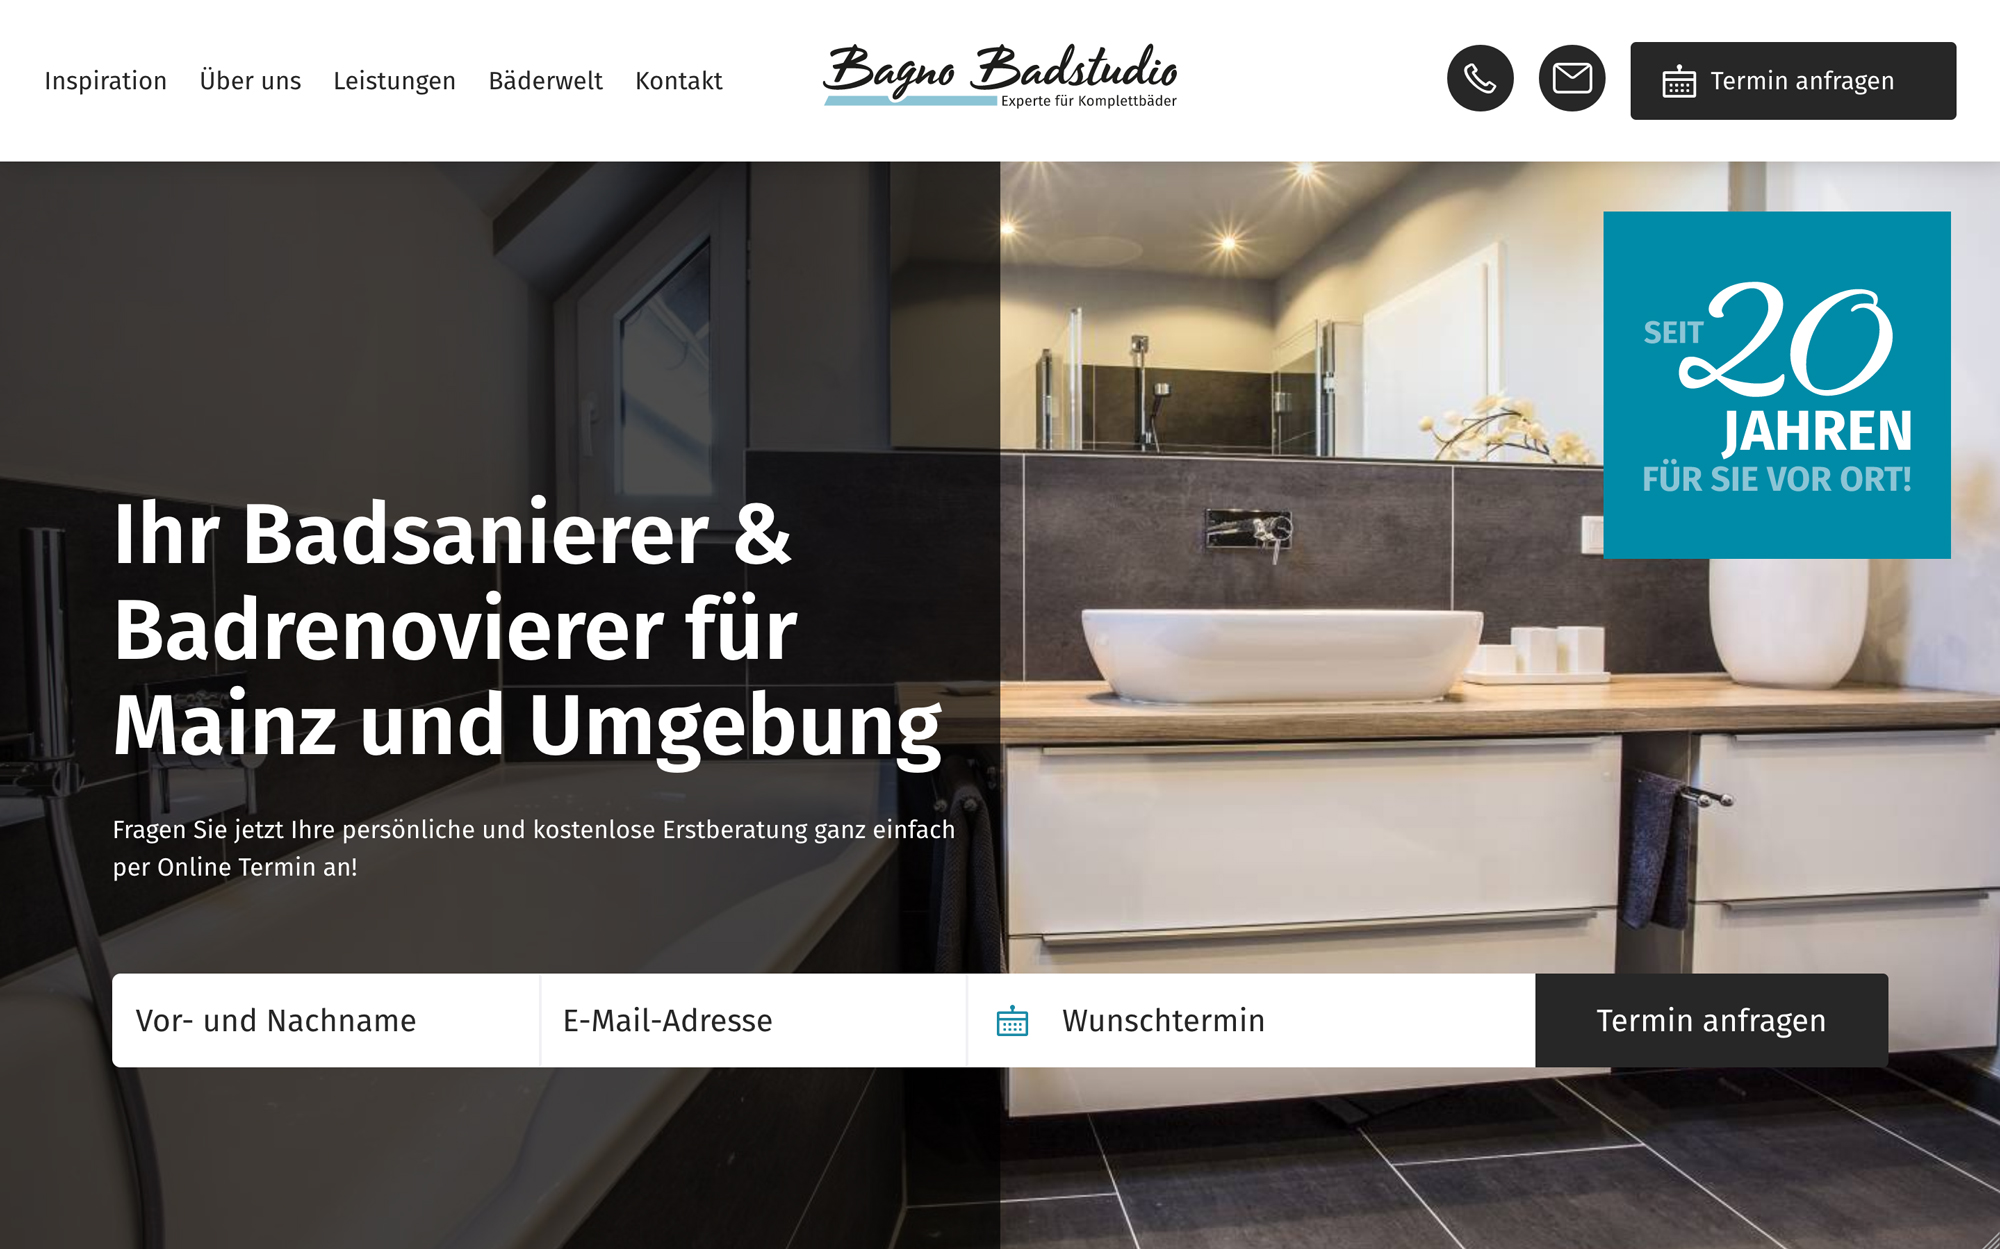 Inspiration Über uns Leistungen Bäderwelt Kontakt
Bagno Badstudio
Experte für Komplettbäder
Termin anfragen
SEIT 20
JAHREN
FÜR SIE VOR ORT!
Ihr Badsanierer &
Badrenovierer für
Mainz und Umgebung
Fragen Sie jetzt Ihre persönliche und kostenlose Erstberatung ganz einfach
per Online Termin an!
Vor- und Nachname E-Mail-Adresse Wunschtermin Termin anfragen